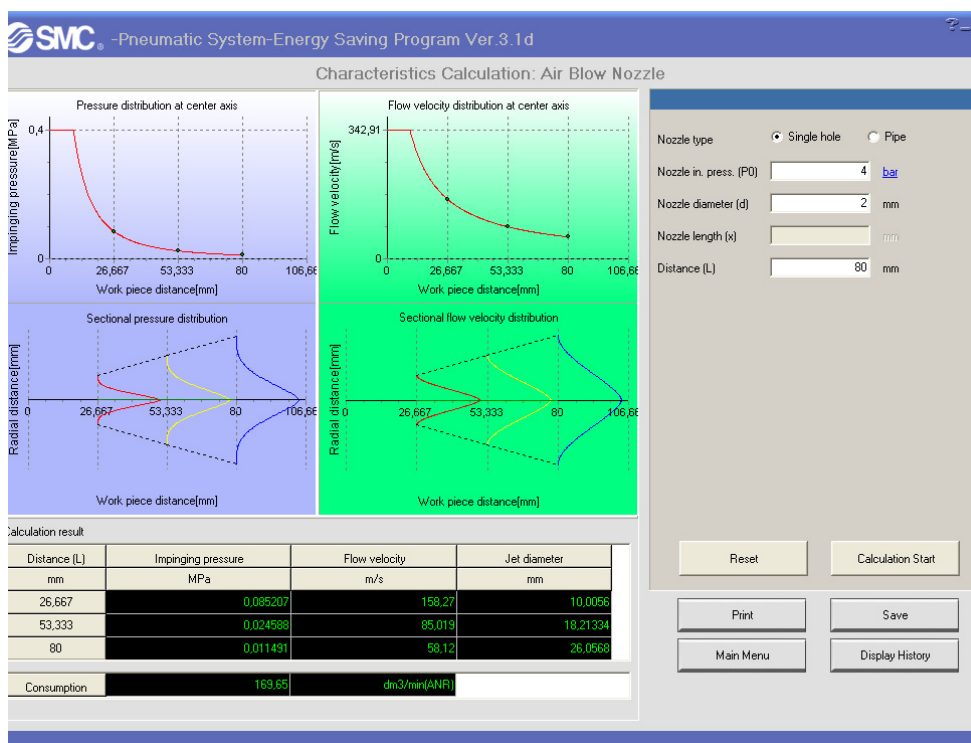 SMC® -Pneumatic System-Energy Saving Program Ver.3.1d
?_
Characteristics Calculation: Air Blow Nozzle
Pressure distribution at center axis
Impinging pressure[MPa]
0,4
0
0 26,667 53,333 80 106,66
Work piece distance[mm]
Flow velocity distribution at center axis
Flow velocity[m/s]
342,91
0
0 26,667 53,333 80 106,66
Work piece distance[mm]
Sectional pressure distribution
Radial distance[mm]
0 26,667 53,333 80 106,66
Work piece distance[mm]
Sectional flow velocity distribution
Radial distance[mm]
0 26,667 53,333 80 106,66
Work piece distance[mm]
Nozzle type Single hole Pipe
Nozzle in. press. (P0) 4 bar
Nozzle diameter (d) 2 mm
Nozzle length (x) mm
Distance (L) 80 mm
Calculation result
Distance (L) Impinging pressure Flow velocity Jet diameter
mm MPa m/s mm
26,667 0,085207 158,27 10,0056
53,333 0,024588 85,019 18,21334
80 0,011491 58,12 26,0568
Consumption 169,65 dm3/min(ANR)
Reset Calculation Start
Print Save
Main Menu Display History